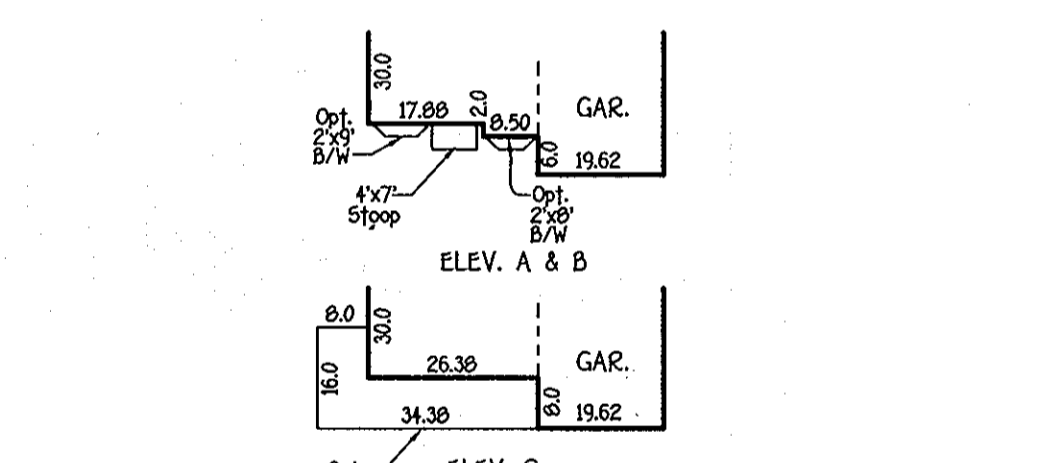 30.0
17.88
2.0
8.50
GAR.
Opt.
2'x9'
B/W
6.0
19.62
4'x7'
Stoop
Opt.
2'x8'
B/W
ELEV. A & B
8.0
30.0
16.0
26.38
GAR.
34.38
8.0
19.62